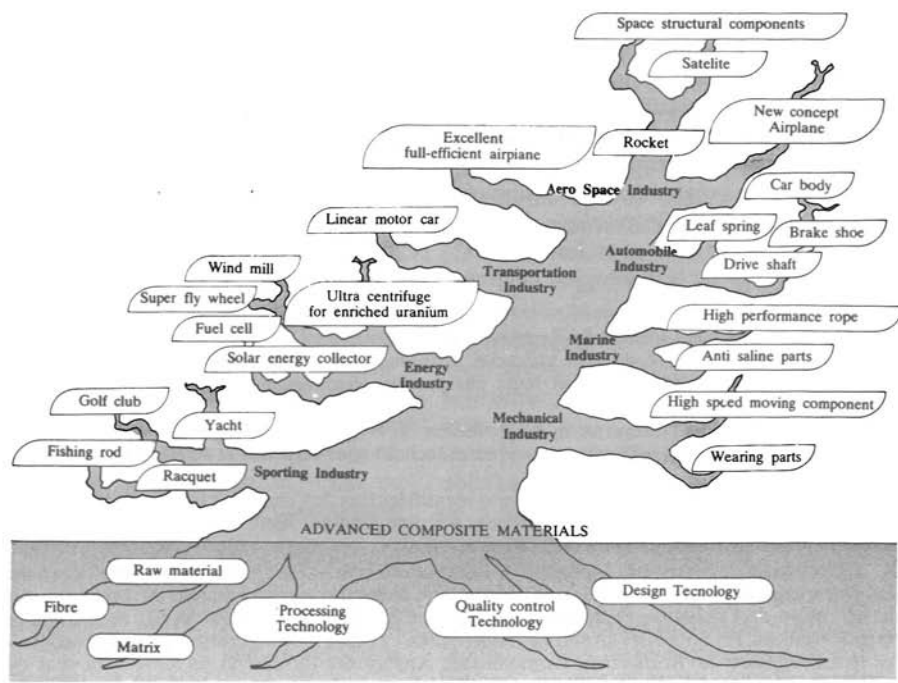 Space structural components
Satelite
New concept
Airplane
Excellent
full-efficient airpiane
Rocket
Aero Space Industry
Car body
Linear motor car
Leaf spring
Brake shoe
Automobile
Industry
Wind mill
Transportation
Industry
Drive shaft
Super fly wheel
Ultra centrifuge
for enriched uranium
High performance rope
Fuel cell
Marine
Industry
Solar energy collector
Anti saline parts
Energy
Industry
Golf club
High speed moving component
Yacht
Mechanical
Industry
Fishing rod
Wearing parts
Racquet
Sporting Industry
ADVANCED COMPOSITE MATERIALS
Raw material
Design Tecnology
Fibre
Processing
Technology
Quality control
Technology
Matrix